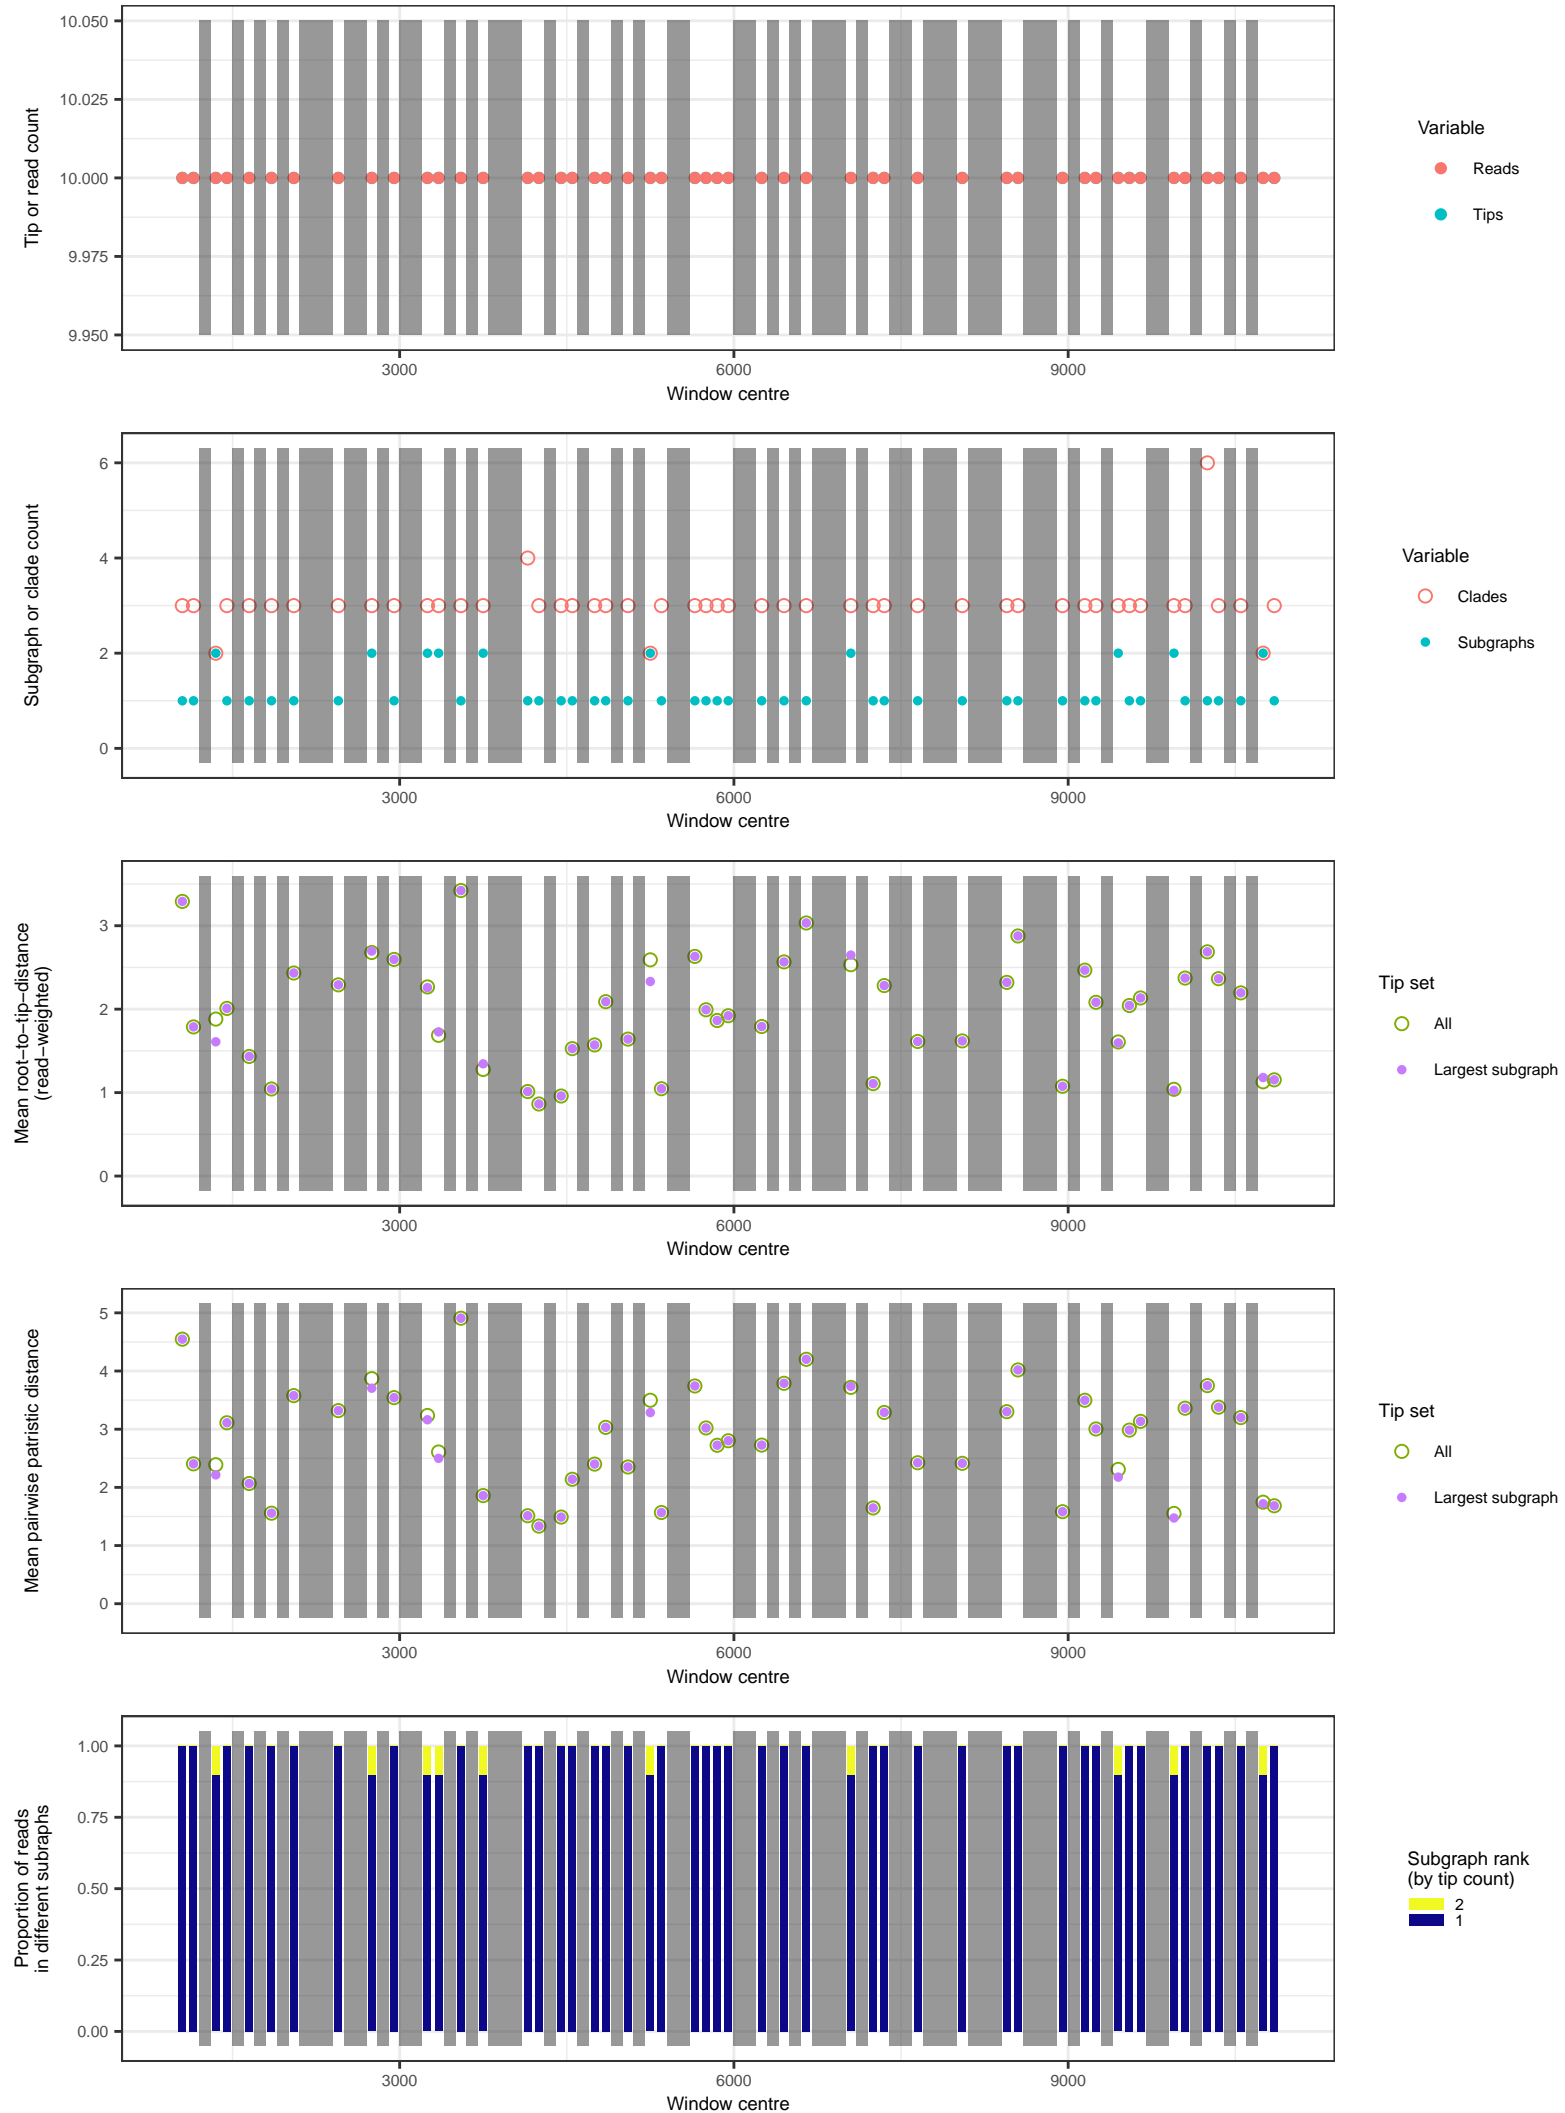 10.050
10.025
10.000
9.975
9.950
Tip or read count
3000
6000
9000
Window centre
Variable
Reads
Tips
6
4
2
0
Subgraph or clade count
3000
6000
9000
Window centre
Variable
Clades
Subgraphs
3
2
1
0
Mean root−to−tip−distance
(read−weighted)
3000
6000
9000
Window centre
Tip set
All
Largest subgraph
5
4
3
2
1
0
Mean pairwise patristic distance
3000
6000
9000
Window centre
Tip set
All
Largest subgraph
1.00
0.75
0.50
0.25
0.00
Proportion of reads
in different subraphs
3000
6000
9000
Window centre
Subgraph rank
(by tip count)
2
1